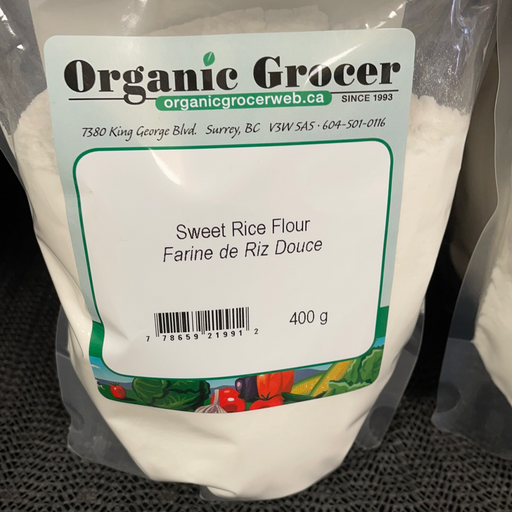 Organic Grocer
organicgrocerweb.ca SINCE 1993
7380 King George Blvd. Surrey, BC V3W 5A5 · 604-501-0116
Sweet Rice Flour
Farine de Riz Douce
400 g
7 78659 21991 2